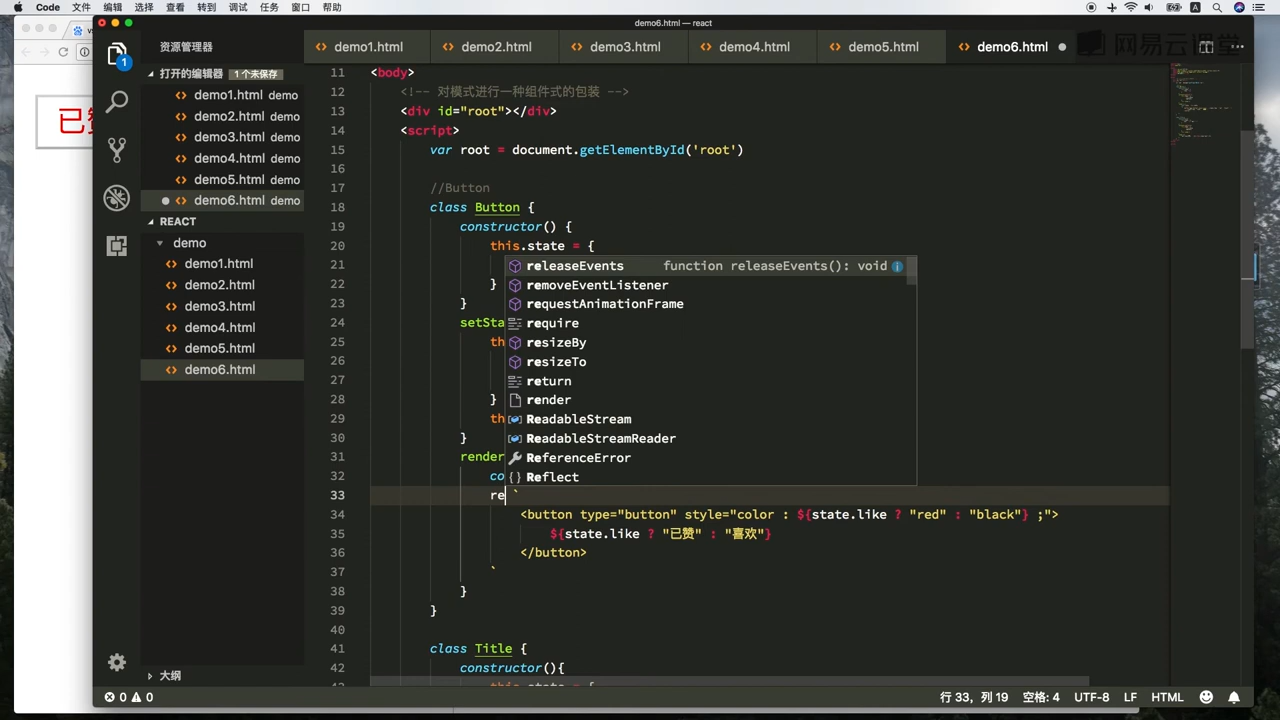 Code 文件 编辑 选择 查看 转到 调试 任务 窗口 帮助
demo6.html — react
资源管理器
demo1.html demo2.html demo3.html demo4.html demo5.html demo6.html
网易云课堂
1
打开的编辑器 1 个未保存
demo1.html demo
demo2.html demo
demo3.html demo
demo4.html demo
demo5.html demo
demo6.html demo
REACT
demo
demo1.html
demo2.html
demo3.html
demo4.html
demo5.html
demo6.html
大纲
已
11 <body>
12 <!-- 对模式进行一种组件式的包装 -->
13 <div id="root"></div>
14 <script>
15 var root = document.getElementById('root')
16
17 //Button
18 class Button {
19 constructor() {
20 this.state = {
21
22 }
23 }
24 setSta
25 th
26
27
28 }
29 th
30 }
31 render
32 co
33 re `
34 <button type="button" style="color : ${state.like ? "red" : "black"} ;">
35 ${state.like ? "已赞" : "喜欢"}
36 </button>
37 `
38 }
39 }
40
41 class Title {
42 constructor(){
releaseEvents function releaseEvents(): void
removeEventListener
requestAnimationFrame
require
resizeBy
resizeTo
return
render
ReadableStream
ReadableStreamReader
ReferenceError
Reflect
0 0 行 33，列 19 空格: 4 UTF-8 LF HTML